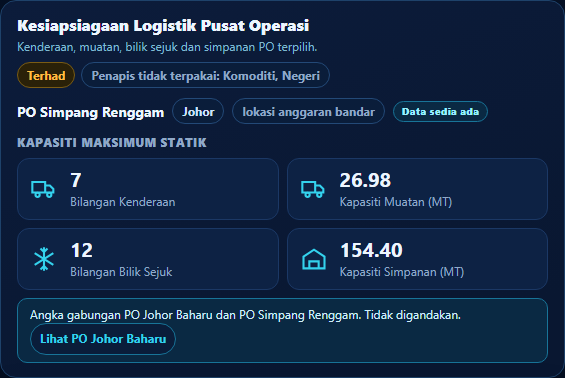 Kesiapsiagaan Logistik Pusat Operasi
Kenderaan, muatan, bilik sejuk dan simpanan PO terpilih.
Terhad
Penapis tidak terpakai: Komoditi, Negeri
PO Simpang Renggam
Johor
lokasi anggaran bandar
Data sedia ada
KAPASITI MAKSIMUM STATIK
7
Bilangan Kenderaan
26.98
Kapasiti Muatan (MT)
12
Bilangan Bilik Sejuk
154.40
Kapasiti Simpanan (MT)
Angka gabungan PO Johor Baharu dan PO Simpang Renggam. Tidak digandakan.
Lihat PO Johor Baharu